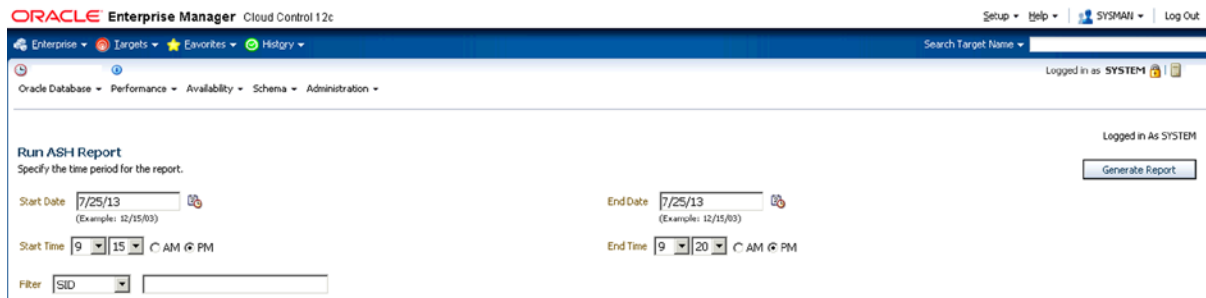 ORACLE Enterprise Manager Cloud Control 12c
Setup Help SYSMAN Log Out
Enterprise Targets Favorites History
Search Target Name
Logged in as SYSTEM
Oracle Database Performance Availability Schema Administration
Logged in As SYSTEM
Run ASH Report
Specify the time period for the report.
Generate Report
Start Date 7/25/13
(Example: 12/15/03)
End Date 7/25/13
(Example: 12/15/03)
Start Time 9 15 AM PM
End Time 9 20 AM PM
Filter SID